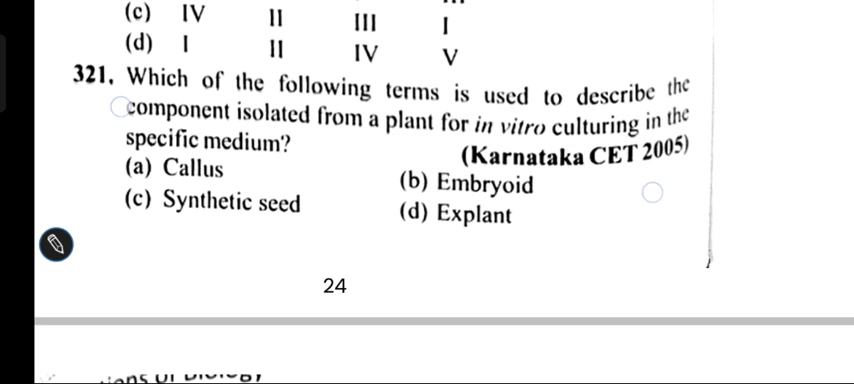 (c) IV II III I
(d) I II IV V
321. Which of the following terms is used to describe the
component isolated from a plant for in vitro culturing in the
specific medium?
(Karnataka CET 2005)
(a) Callus (b) Embryoid
(c) Synthetic seed (d) Explant
24